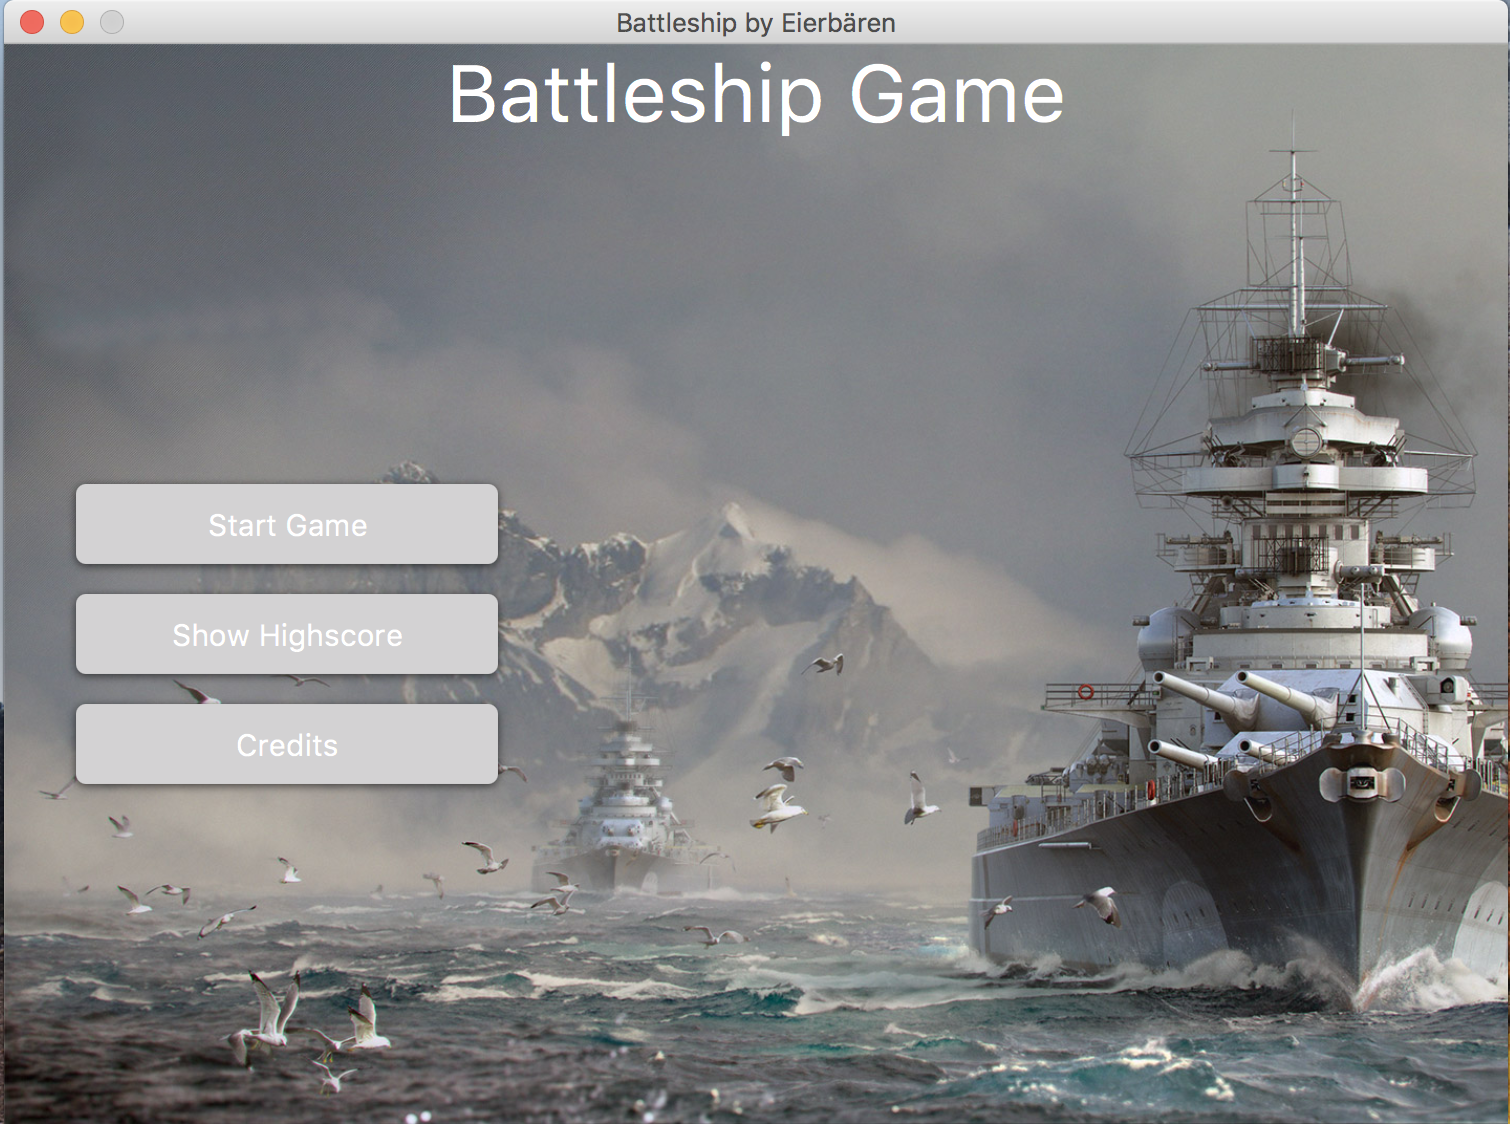 Battleship by Eierbären
Battleship Game
Start Game
Show Highscore
Credits